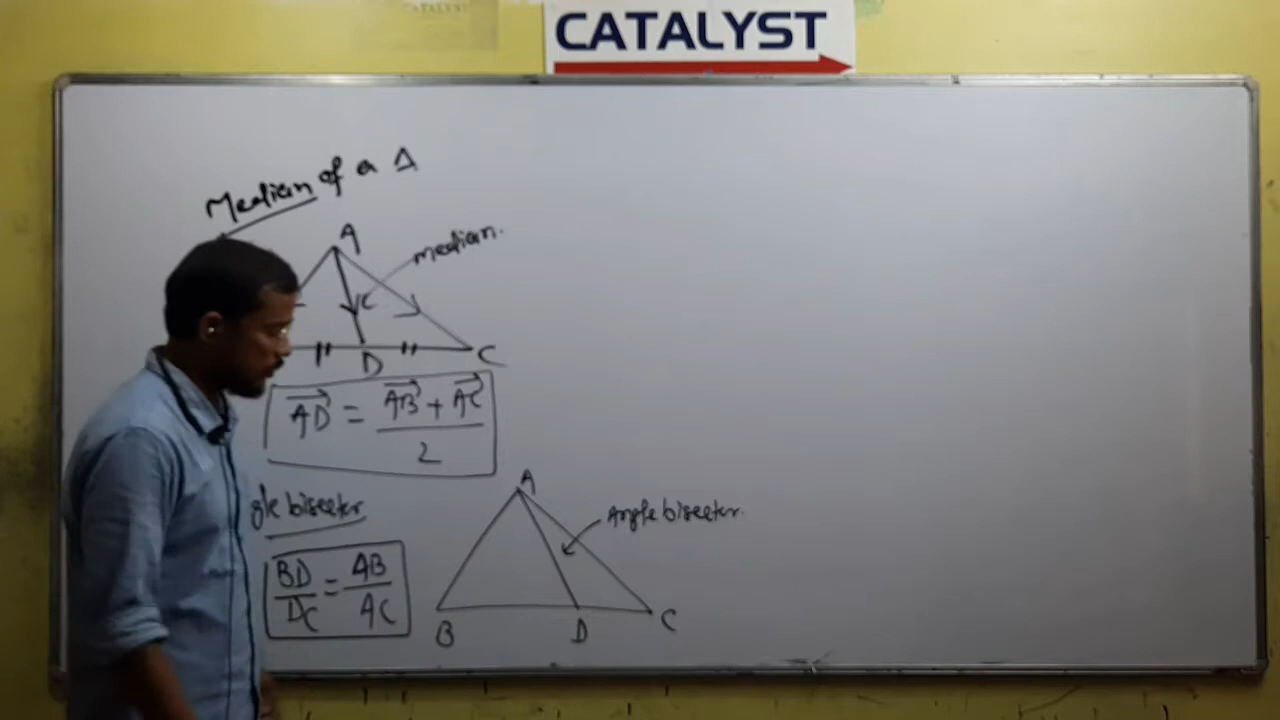 CATALYST
Median of a Δ
A
median.
D
C
AD = AB + AC / 2
gle bisector
BD/DC = AB/AC
A
Angle bisector.
B
D
C